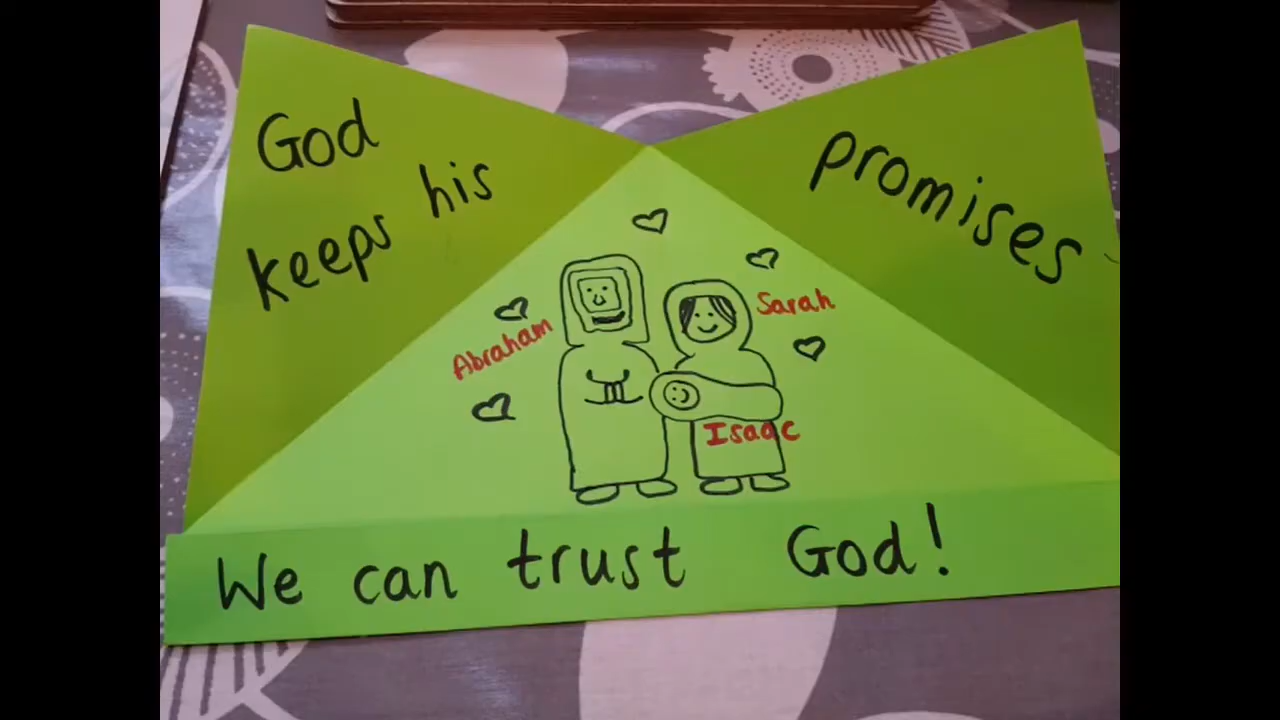 God
keeps his
promises
Abraham
Sarah
Isaac
We can trust God!